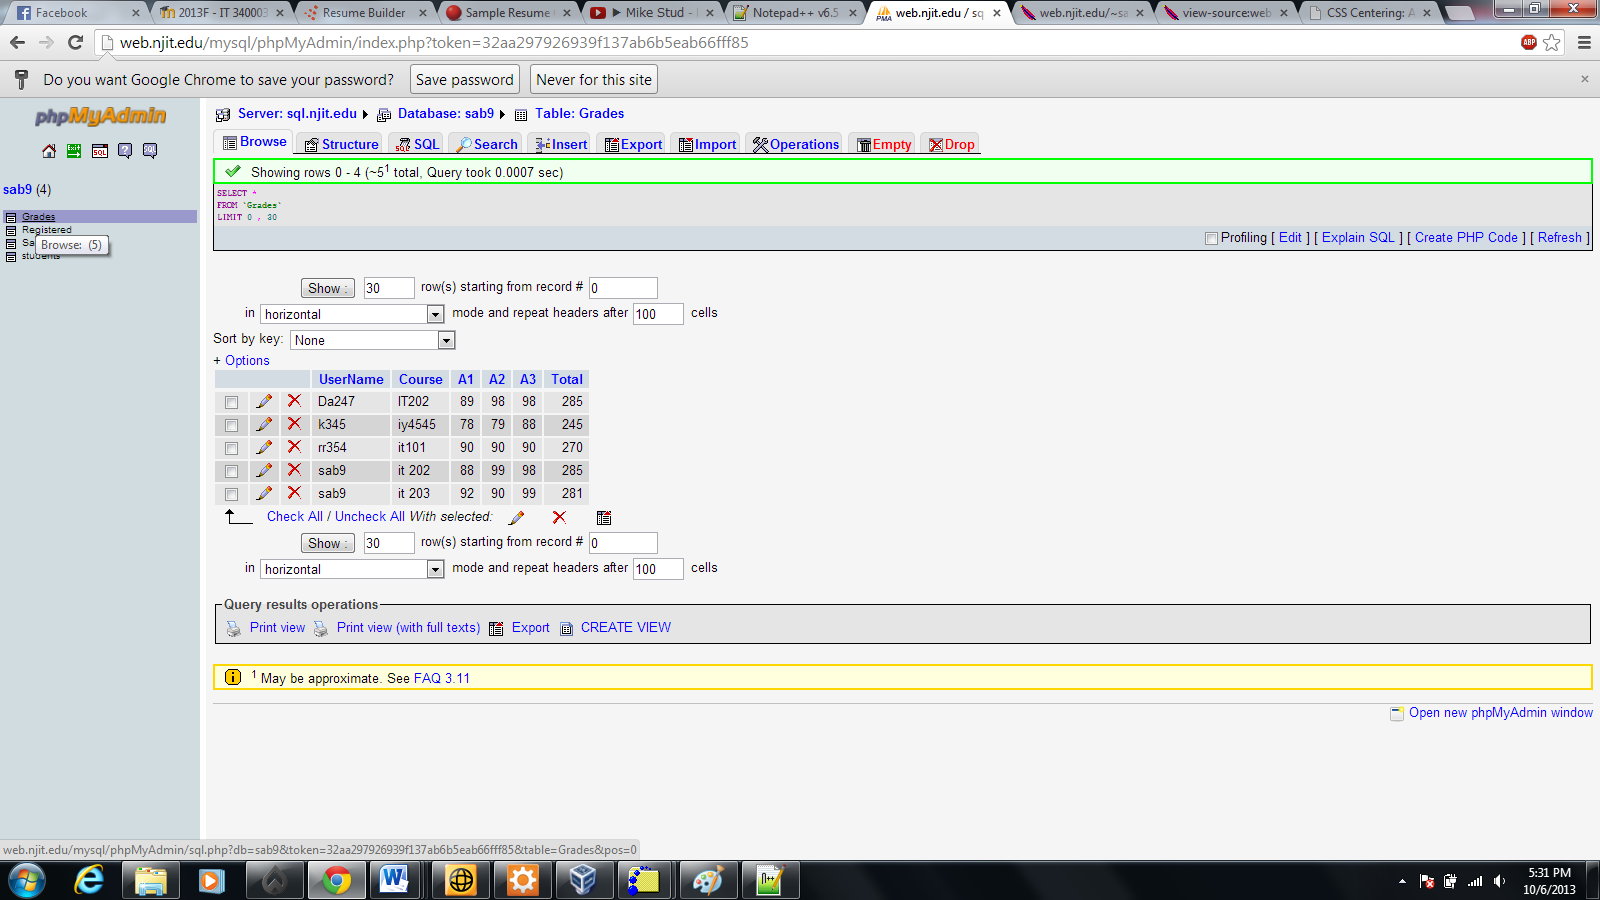 Facebook
2013F - IT 340003
Resume Builder
Sample Resume
▶ Mike Stud -
Notepad++ v6.5
web.njit.edu / sq
web.njit.edu/~sa
view-source:web
CSS Centering: A
web.njit.edu/mysql/phpMyAdmin/index.php?token=32aa297926939f137ab6b5eab66fff85
ABP
Do you want Google Chrome to save your password? Save password Never for this site
phpMyAdmin
Server: sql.njit.edu Database: sab9 Table: Grades
Browse Structure SQL Search Insert Export Import Operations Empty Drop
sab9 (4)
Grades
Registered
Sa
students
Browse: (5)
Showing rows 0 - 4 (~5¹ total, Query took 0.0007 sec)
SELECT *
FROM `Grades`
LIMIT 0 , 30
Profiling [ Edit ] [ Explain SQL ] [ Create PHP Code ] [ Refresh ]
Show : 30 row(s) starting from record # 0
in horizontal mode and repeat headers after 100 cells
Sort by key: None
+ Options
UserName Course A1 A2 A3 Total
Da247 IT202 89 98 98 285
k345 iy4545 78 79 88 245
rr354 it101 90 90 90 270
sab9 it 202 88 99 98 285
sab9 it 203 92 90 99 281
Check All / Uncheck All With selected:
Show : 30 row(s) starting from record # 0
in horizontal mode and repeat headers after 100 cells
Query results operations
Print view Print view (with full texts) Export CREATE VIEW
¹ May be approximate. See FAQ 3.11
Open new phpMyAdmin window
web.njit.edu/mysql/phpMyAdmin/sql.php?db=sab9&token=32aa297926939f137ab6b5eab66fff85&table=Grades&pos=0
5:31 PM
10/6/2013